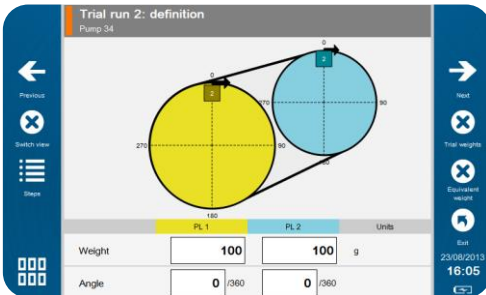 Trial run 2: definition
Pump 34
Previous
Switch view
Steps
0
2
270
90
180
0
2
270
90
180
Next
Trial weights
Equivalent weight
Exit
23/08/2013
16:05
PL 1 PL 2 Units
Weight 100 100 g
Angle 0 /360 0 /360